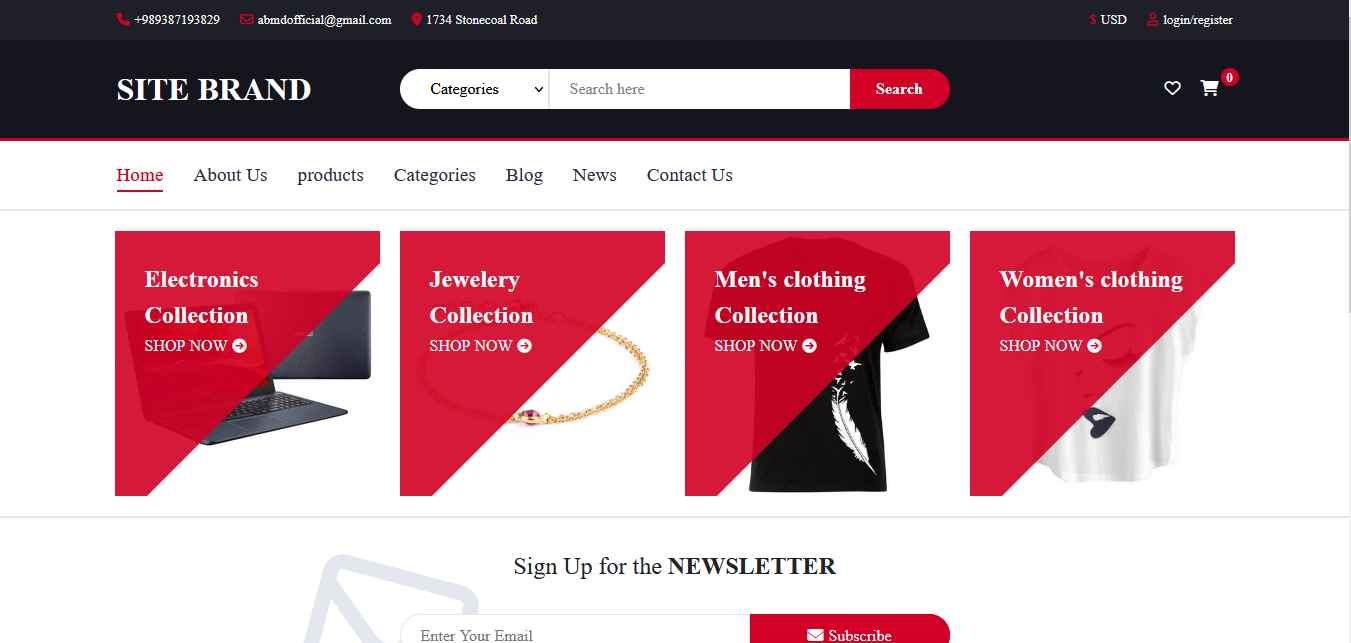 +989387193829 abmdofficial@gmail.com 1734 Stonecoal Road $ USD login/register
SITE BRAND Categories Search here Search 0
Home About Us products Categories Blog News Contact Us
Electronics
Collection
SHOP NOW
Jewelery
Collection
SHOP NOW
Men's clothing
Collection
SHOP NOW
Women's clothing
Collection
SHOP NOW
Sign Up for the NEWSLETTER
Enter Your Email Subscribe